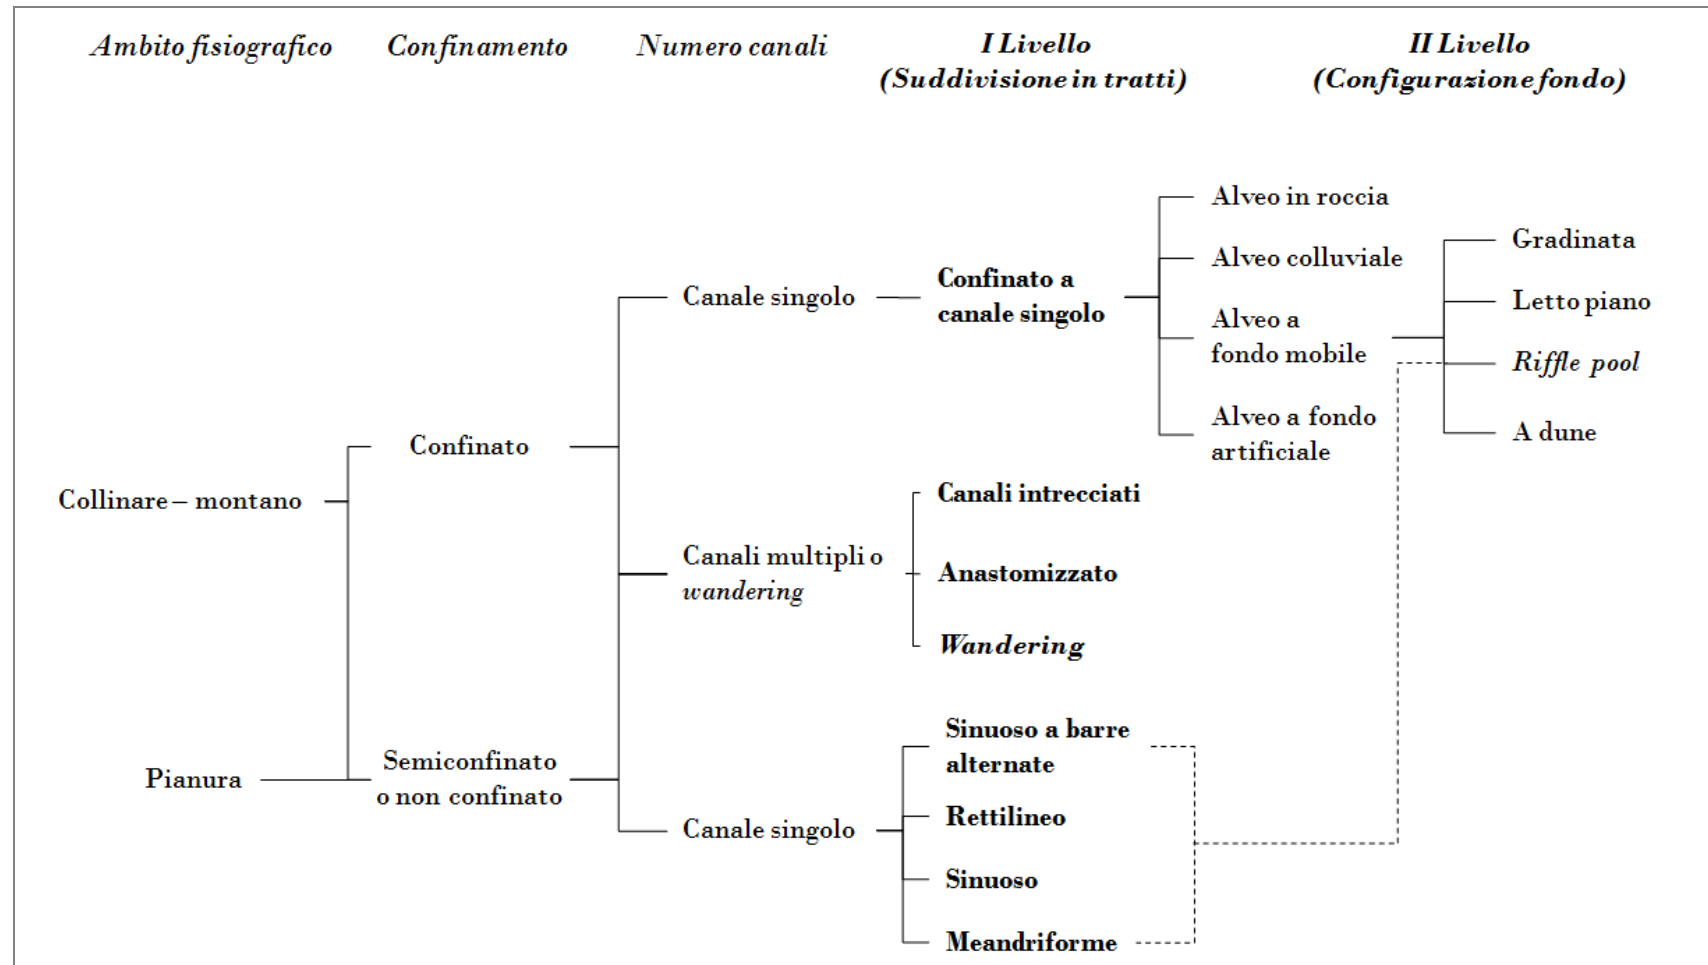 Ambito fisiografico
Confinamento
Numero canali
I Livello
(Suddivisione in tratti)
II Livello
(Configurazione fondo)
Collinare – montano
Pianura
Confinato
Semiconfinato
o non confinato
Canale singolo
Canali multipli o
wandering
Canale singolo
Confinato a
canale singolo
Canali intrecciati
Anastomizzato
Wandering
Sinuoso a barre
alternate
Rettilineo
Sinuoso
Meandriforme
Alveo in roccia
Alveo colluviale
Alveo a
fondo mobile
Alveo a fondo
artificiale
Gradinata
Letto piano
Riffle pool
A dune